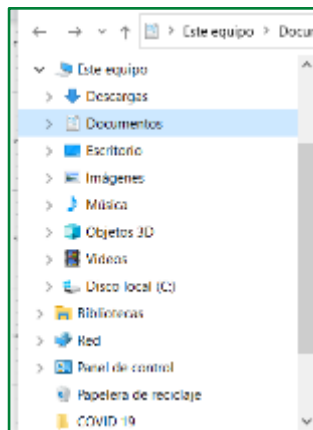 Este equipo > Docum
Este equipo
Descargas
Documentos
Escritorio
Imágenes
Música
Objetos 3D
Videos
Disco local (C:)
Bibliotecas
Red
Panel de control
Papelera de reciclaje
COVID 19